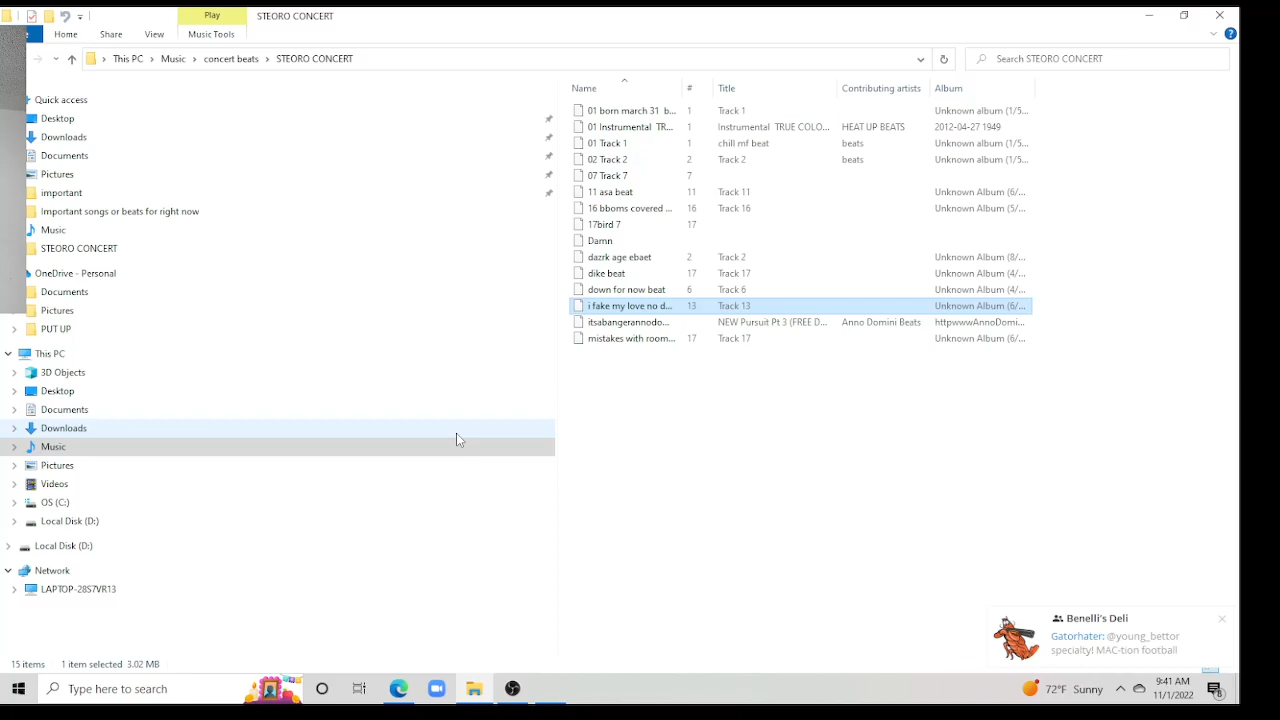 Play STEORO CONCERT
Home Share View Music Tools
This PC > Music > concert beats > STEORO CONCERT Search STEORO CONCERT
Name # Title Contributing artists Album
Quick access
Desktop
Downloads
Documents
Pictures
important
Important songs or beats for right now
Music
STEORO CONCERT
OneDrive - Personal
Documents
Pictures
PUT UP
This PC
3D Objects
Desktop
Documents
Downloads
Music
Pictures
Videos
OS (C:)
Local Disk (D:)
Local Disk (D:)
Network
LAPTOP-28S7VR13
01 born march 31 b... 1 Track 1 Unknown album (1/5...
01 Instrumental TR... 1 Instrumental TRUE COLO... HEAT UP BEATS 2012-04-27 1949
01 Track 1 1 chill mf beat beats Unknown album (1/5...
02 Track 2 2 Track 2 beats Unknown album (1/5...
07 Track 7 7
11 asa beat 11 Track 11 Unknown Album (6/...
16 bboms covered ... 16 Track 16 Unknown Album (5/...
17bird 7 17
Damn
dazrk age ebaet 2 Track 2 Unknown Album (8/...
dike beat 17 Track 17 Unknown Album (4/...
down for now beat 6 Track 6 Unknown Album (4/...
i fake my love no d... 13 Track 13 Unknown Album (6/...
itsabangerannodo... NEW Pursuit Pt 3 (FREE D... Anno Domini Beats httpwwwAnnoDomi...
mistakes with room... 17 Track 17 Unknown Album (6/...
Benelli's Deli
Gatorhater: @young_bettor
specialty! MAC-tion football
15 items 1 item selected 3.02 MB
Type here to search
72°F Sunny
9:41 AM
11/1/2022
8